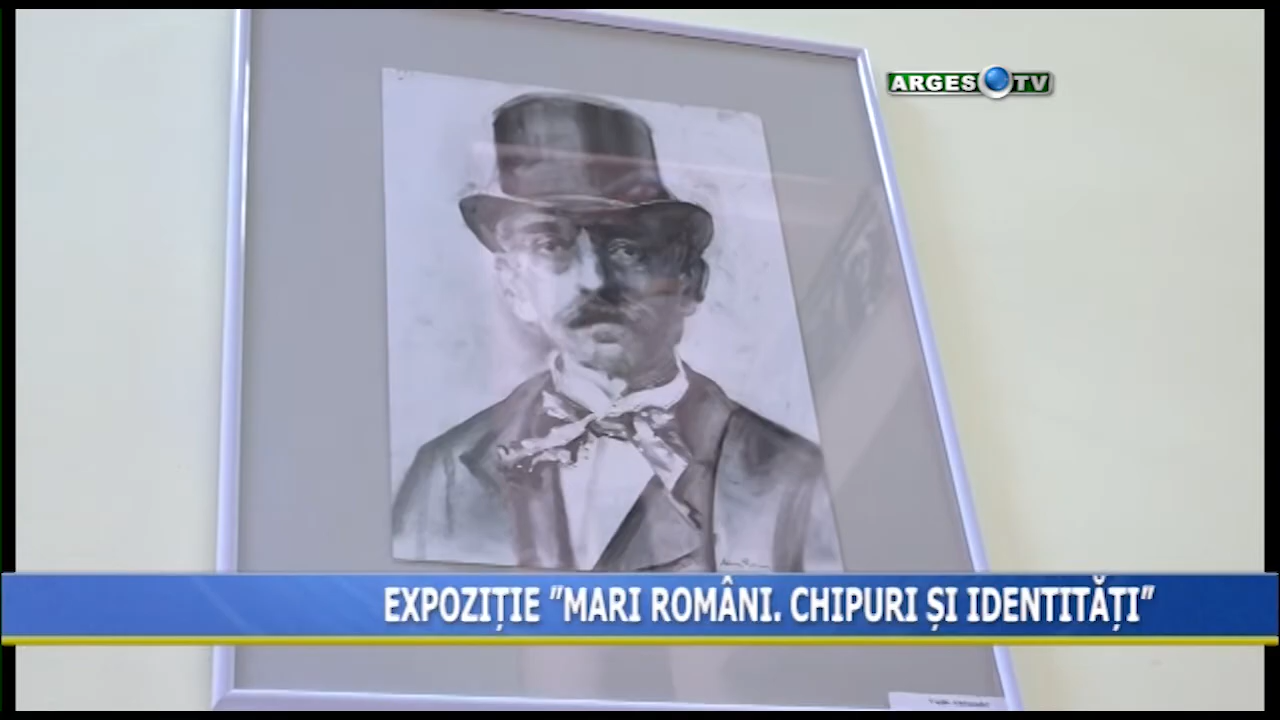 ARGES TV
EXPOZIȚIE ”MARI ROMÂNI. CHIPURI ȘI IDENTITĂȚI”